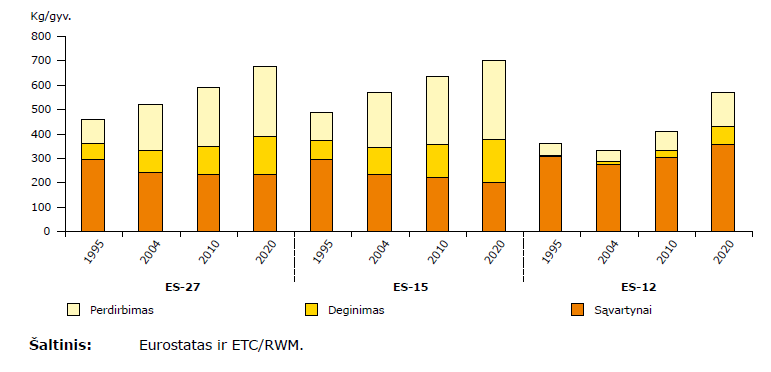 Kg/gyv.
800
700
600
500
400
300
200
100
0
1995 2004 2010 2020 1995 2004 2010 2020 1995 2004 2010 2020
ES-27 ES-15 ES-12
Perdirbimas Deginimas Sąvartynai
Šaltinis: Eurostatas ir ETC/RWM.